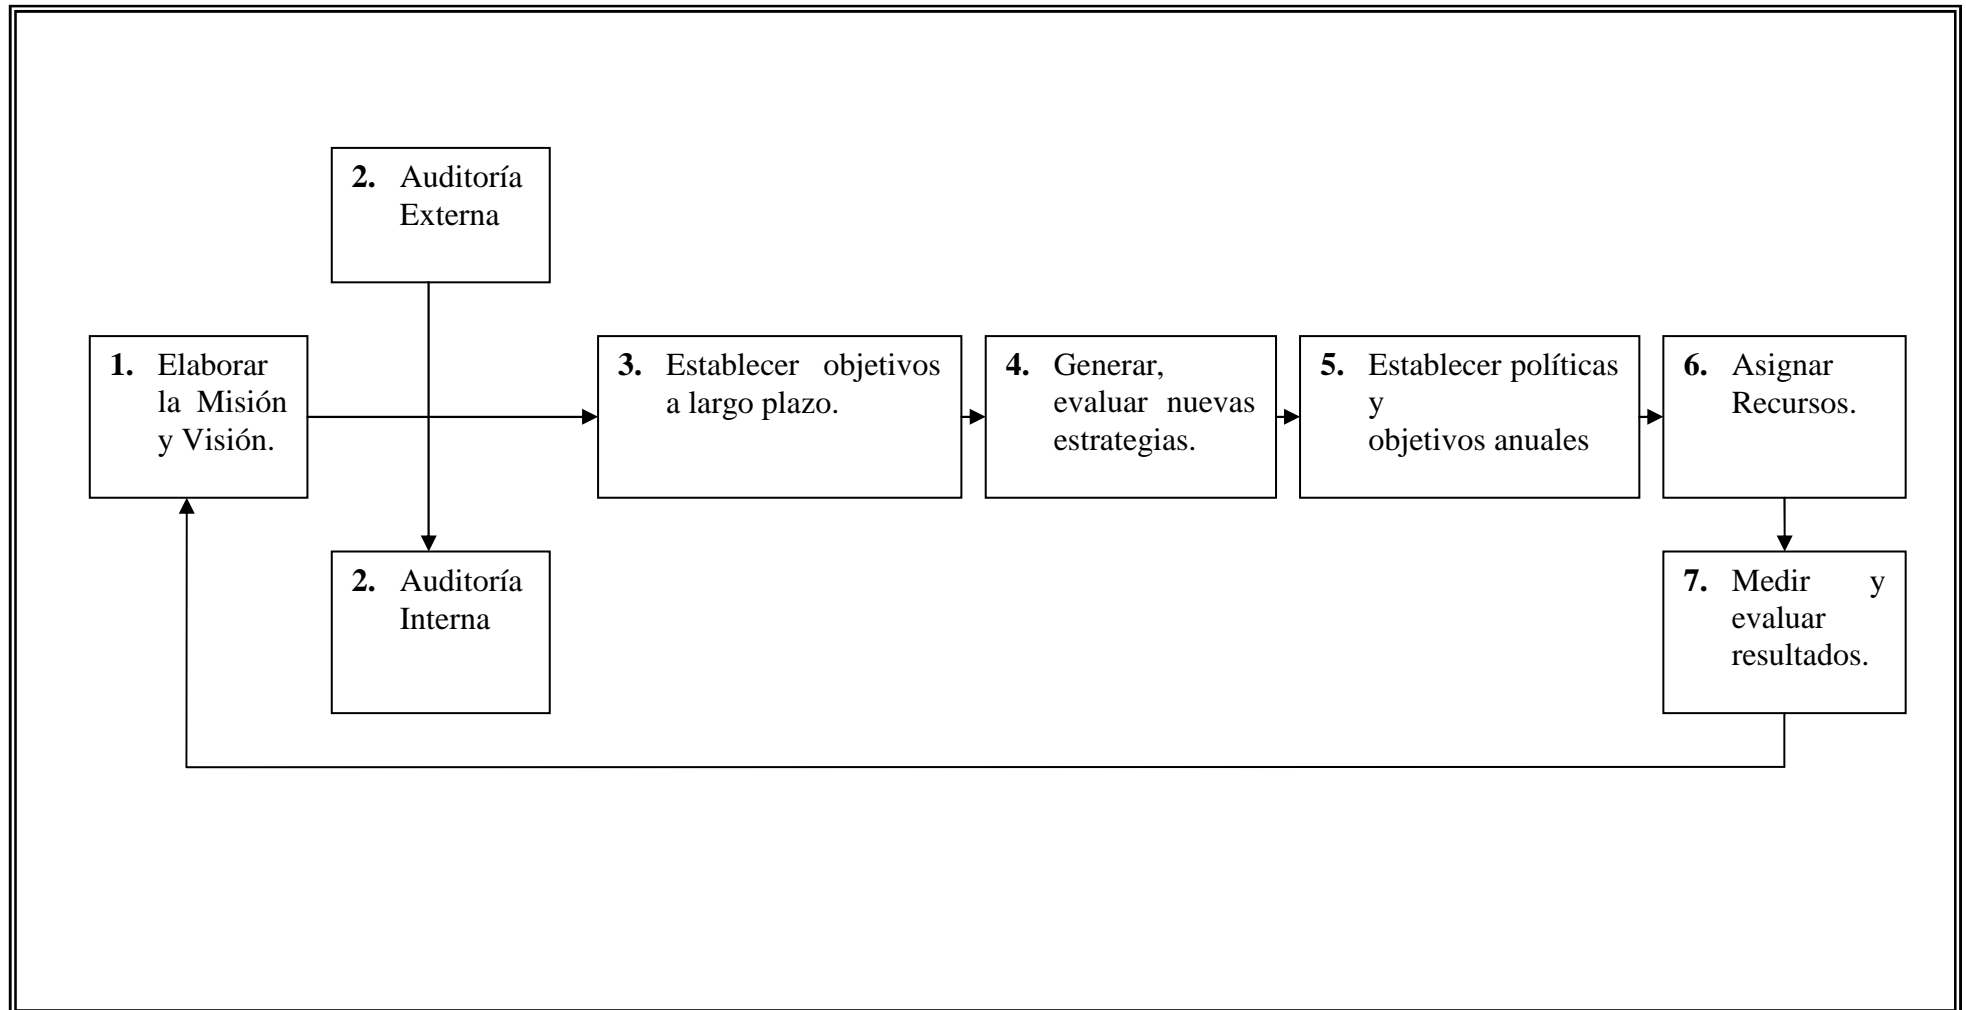 2. Auditoría
Externa
1. Elaborar
la Misión
y Visión.
3. Establecer objetivos
a largo plazo.
4. Generar,
evaluar nuevas
estrategias.
5. Establecer políticas
y
objetivos anuales
6. Asignar
Recursos.
2. Auditoría
Interna
7. Medir y
evaluar
resultados.